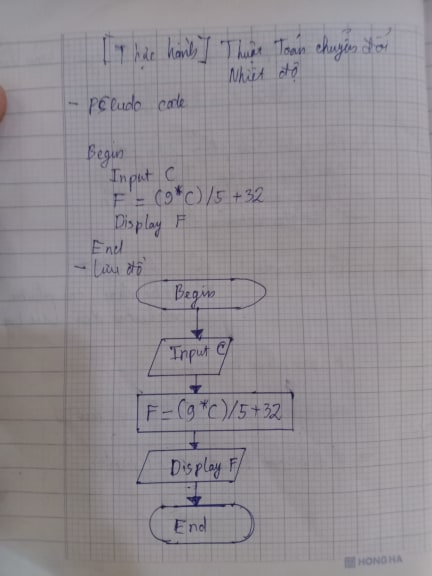 [Thực hành] Thuật Toán chuyển đổi
Nhiệt độ
- Pseudo code
Begin
Input C
F = (9*C)/5 +32
Display F
End
- Lưu đồ
Begin
Input C
F=(9*C)/5+32
Display F
End
HONG HA